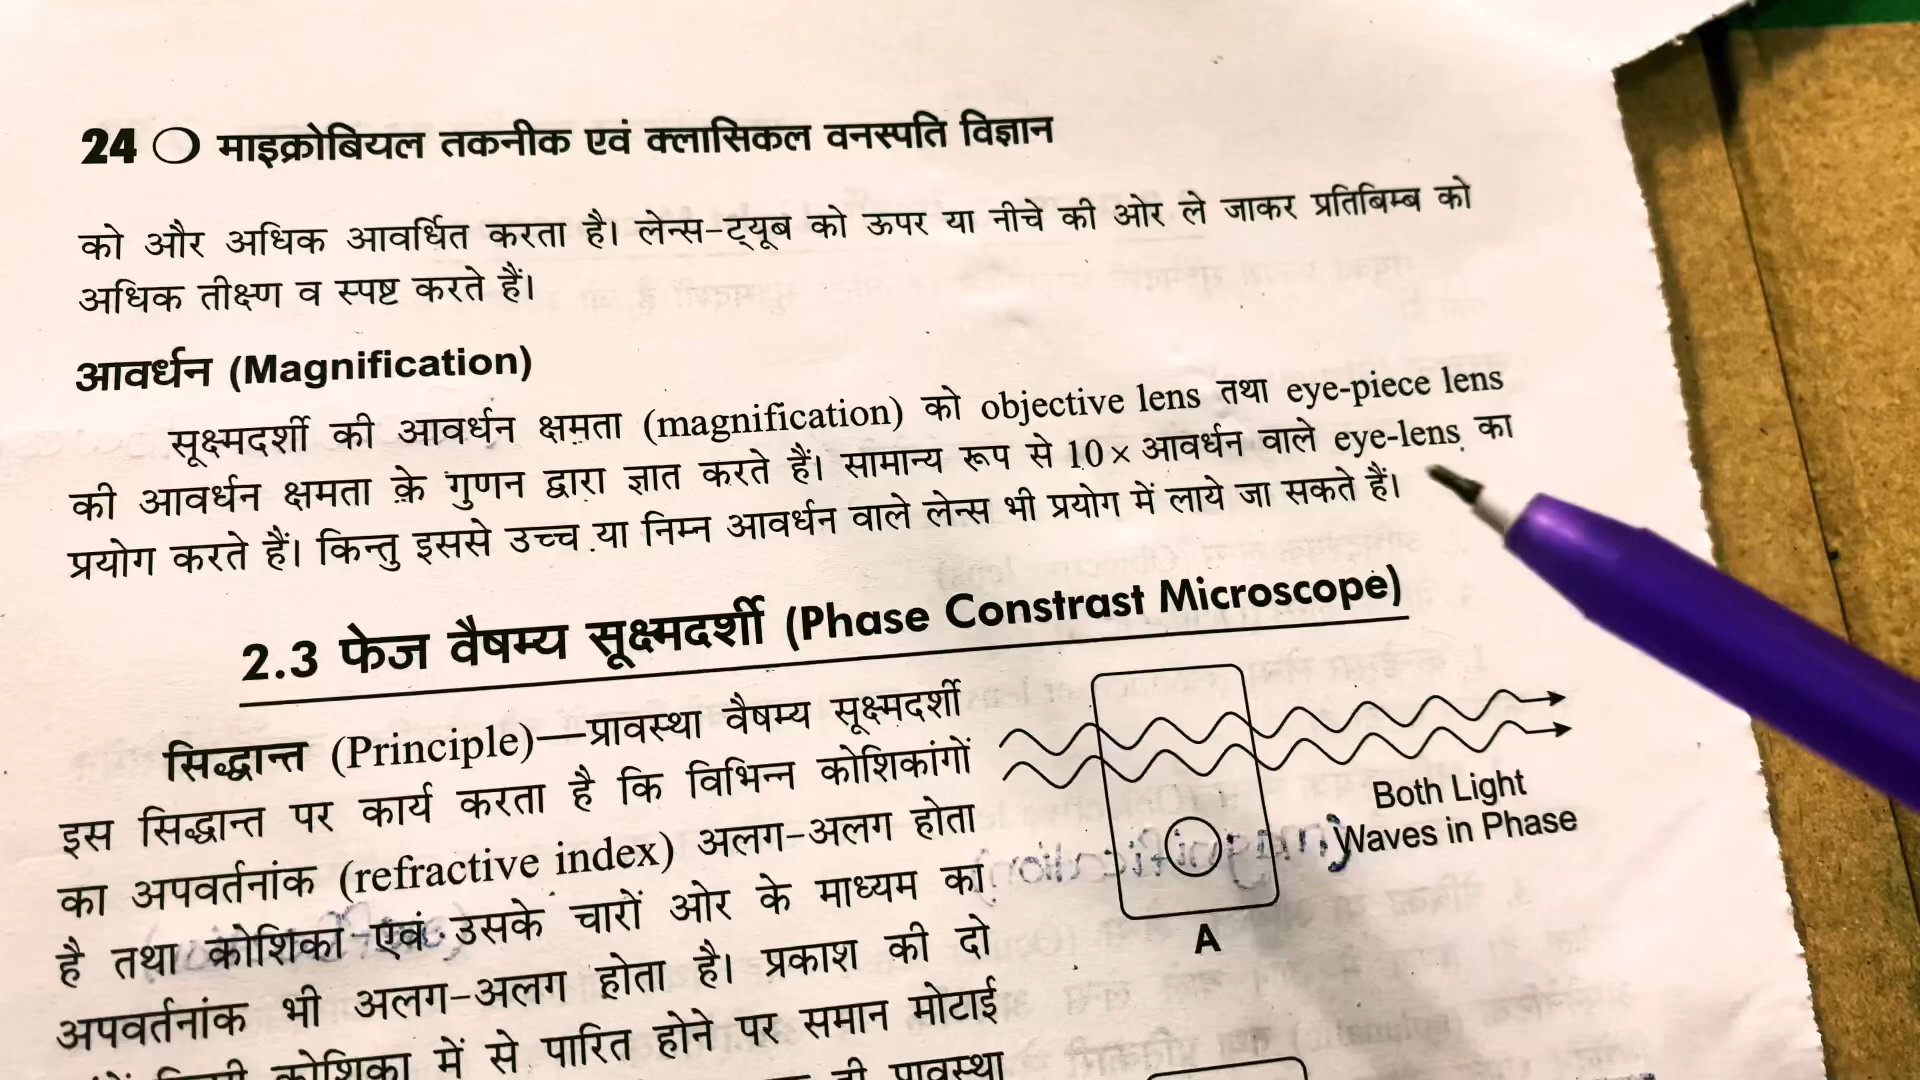 24 ○ माइक्रोबियल तकनीक एवं क्लासिकल वनस्पति विज्ञान
को और अधिक आवर्धित करता है। लेन्स-ट्यूब को ऊपर या नीचे की ओर ले जाकर प्रतिबिम्ब को
अधिक तीक्ष्ण व स्पष्ट करते हैं।
आवर्धन (Magnification)
सूक्ष्मदर्शी की आवर्धन क्षमता (magnification) को objective lens तथा eye-piece lens
की आवर्धन क्षमता के गुणन द्वारा ज्ञात करते हैं। सामान्य रूप से 10× आवर्धन वाले eye-lens का
प्रयोग करते हैं। किन्तु इससे उच्च या निम्न आवर्धन वाले लेन्स भी प्रयोग में लाये जा सकते हैं।
2.3 फेज वैषम्य सूक्ष्मदर्शी (Phase Constrast Microscope)
सिद्धान्त (Principle)—प्रावस्था वैषम्य सूक्ष्मदर्शी
इस सिद्धान्त पर कार्य करता है कि विभिन्न कोशिकांगों
का अपवर्तनांक (refractive index) अलग-अलग होता
है तथा कोशिका एवं उसके चारों ओर के माध्यम का
अपवर्तनांक भी अलग-अलग होता है। प्रकाश की दो
कोशिका में से पारित होने पर समान मोटाई
प्रावस्था
Both Light
Waves in Phase
A